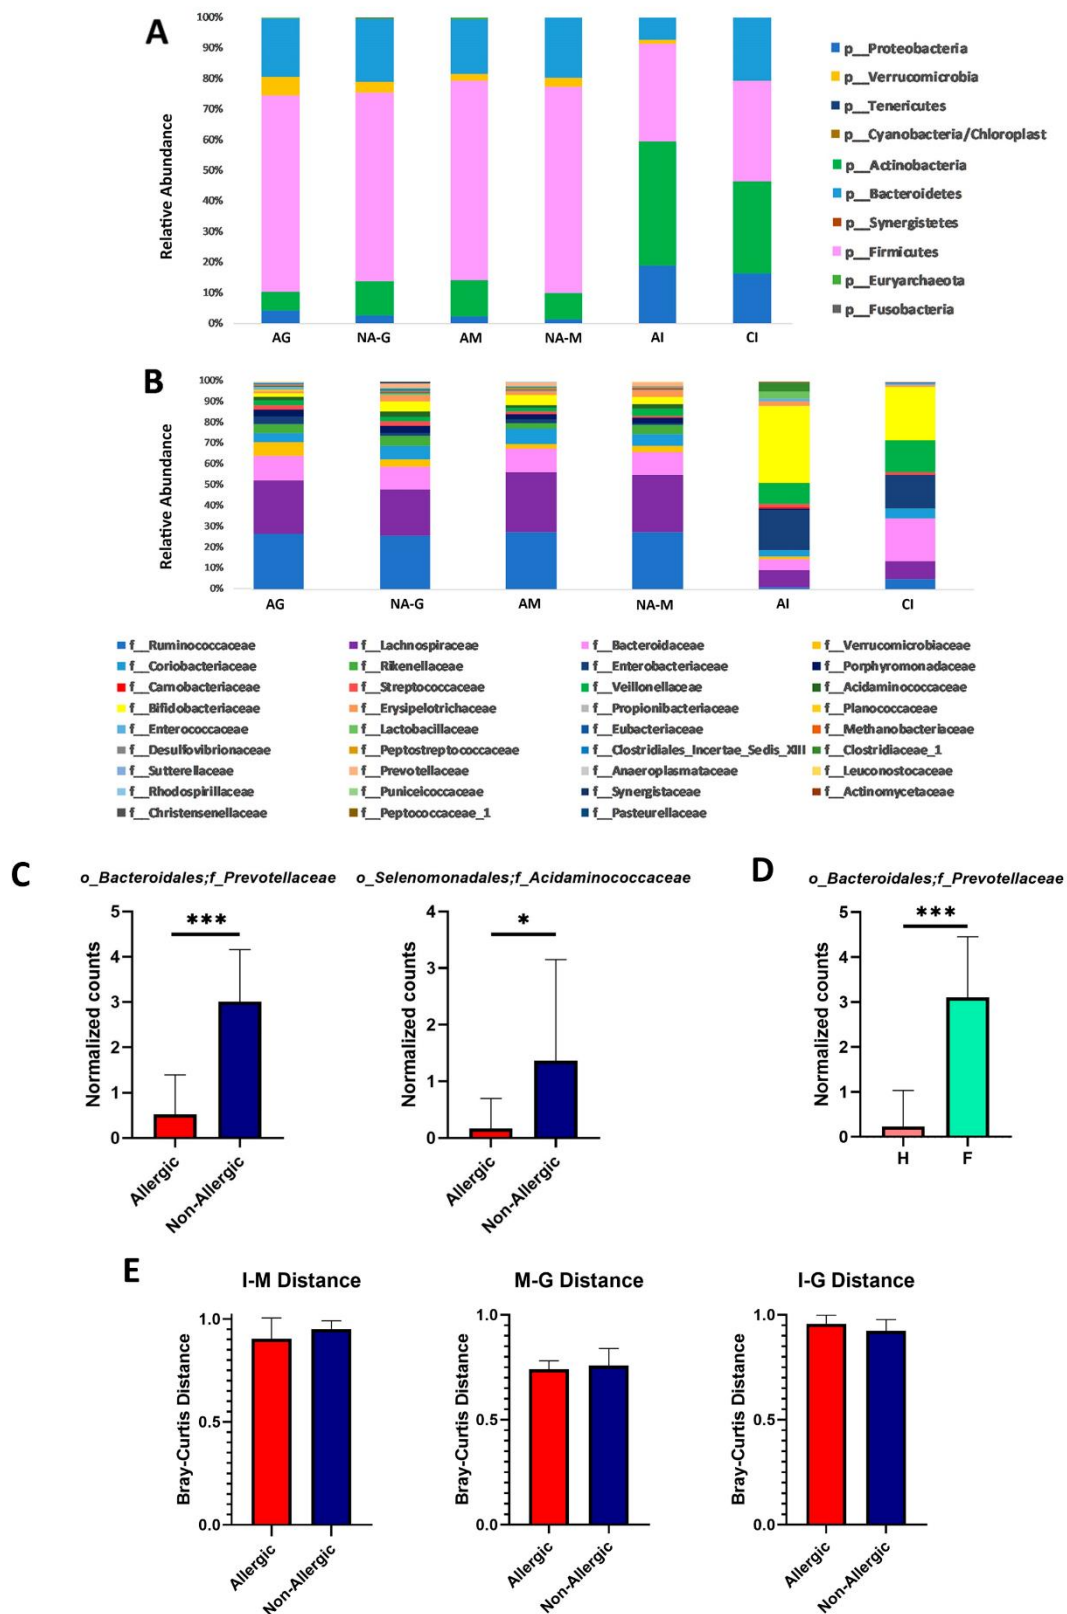 A
Relative Abundance
100%
90%
80%
70%
60%
50%
40%
30%
20%
10%
0%
AG NA-G AM NA-M AI CI
p__Proteobacteria
p__Verrucomicrobia
p__Tenericutes
p__Cyanobacteria/Chloroplast
p__Actinobacteria
p__Bacteroidetes
p__Synergistetes
p__Firmicutes
p__Euryarchaeota
p__Fusobacteria
B
Relative Abundance
100%
90%
80%
70%
60%
50%
40%
30%
20%
10%
0%
AG NA-G AM NA-M AI CI
f__Ruminococcaceae f__Lachnospiraceae f__Bacteroidaceae f__Verrucomicrobiaceae
f__Coriobacteriaceae f__Rikenellaceae f__Enterobacteriaceae f__Porphyromonadaceae
f__Carnobacteriaceae f__Streptococcaceae f__Veillonellaceae f__Acidaminococcaceae
f__Bifidobacteriaceae f__Erysipelotrichaceae f__Propionibacteriaceae f__Planococcaceae
f__Enterococcaceae f__Lactobacillaceae f__Eubacteriaceae f__Methanobacteriaceae
f__Desulfovibrionaceae f__Peptostreptococcaceae f__Clostridiales_Incertae_Sedis_XIII f__Clostridiaceae_1
f__Sutterellaceae f__Prevotellaceae f__Anaeroplasmataceae f__Leuconostocaceae
f__Rhodospirillaceae f__Puniceicoccaceae f__Synergistaceae f__Actinomycetaceae
f__Christensenellaceae f__Peptococcaceae_1 f__Pasteurellaceae
C
o_Bacteroidales;f_Prevotellaceae
Normalized counts
5
4
3
2
1
0
***
Allergic
Non-Allergic
o_Selenomonadales;f_Acidaminococcaceae
Normalized counts
4
3
2
1
0
*
Allergic
Non-Allergic
D
o_Bacteroidales;f_Prevotellaceae
Normalized counts
5
4
3
2
1
0
***
H F
E
I-M Distance
Bray-Curtis Distance
1.0
0.5
0.0
Allergic
Non-Allergic
M-G Distance
Bray-Curtis Distance
1.0
0.5
0.0
Allergic
Non-Allergic
I-G Distance
Bray-Curtis Distance
1.0
0.5
0.0
Allergic
Non-Allergic